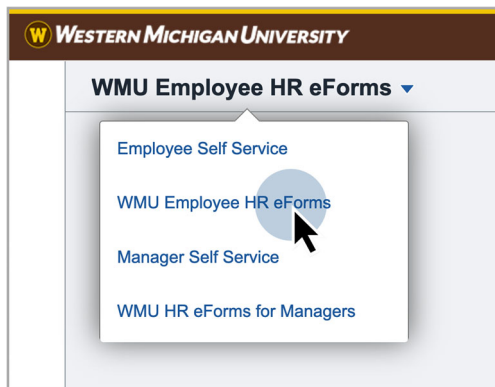 W WESTERN MICHIGAN UNIVERSITY
WMU Employee HR eForms
Employee Self Service
WMU Employee HR eForms
Manager Self Service
WMU HR eForms for Managers